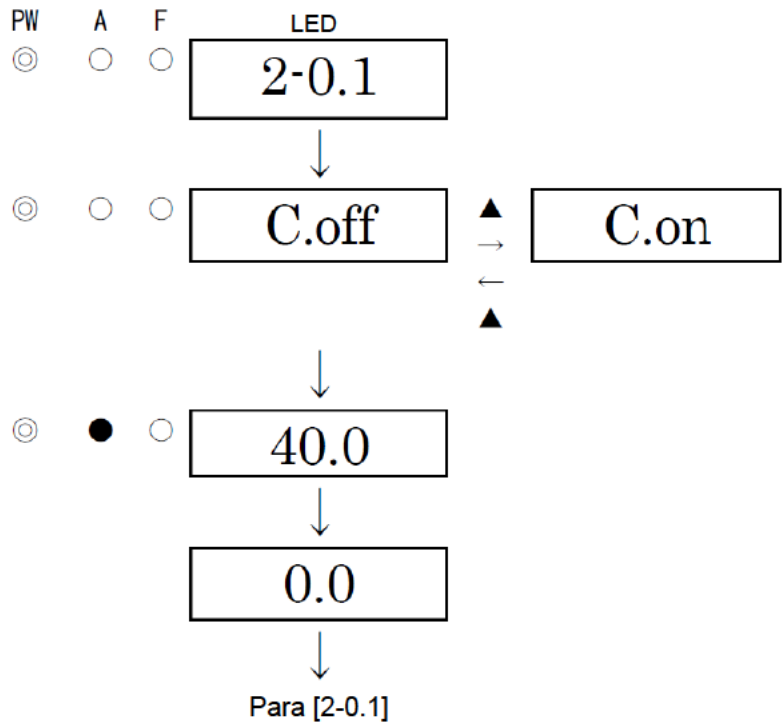 PW A F LED
2-0.1
C.off ▲ → ← ▲ C.on
40.0
0.0
Para [2-0.1]